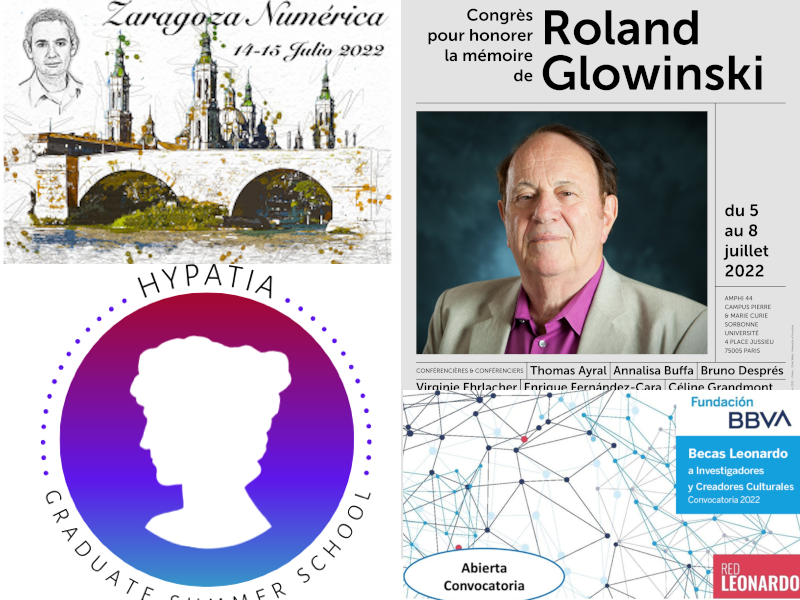 Zaragoza Numérica
14-15 Julio 2022
Congrès
pour honorer
la mémoire
de
Roland
Glowinski
du 5
au 8
juillet
2022
AMPHI 44
CAMPUS PIERRE
& MARIE CURIE
SORBONNE
UNIVERSITÉ
4 PLACE JUSSIEU
75005 PARIS
CONFÉRENCIÈRES & CONFÉRENCIERS
Thomas Ayral
Annalisa Buffa
Bruno Després
Virginie Ehrlacher
Enrique Fernández-Cara
Céline Grandmont
HYPATIA
GRADUATE SUMMER SCHOOL
Fundación
BBVA
Becas Leonardo
a Investigadores
y Creadores Culturales
Convocatoria 2022
Abierta
Convocatoria
RED
LEONARDO